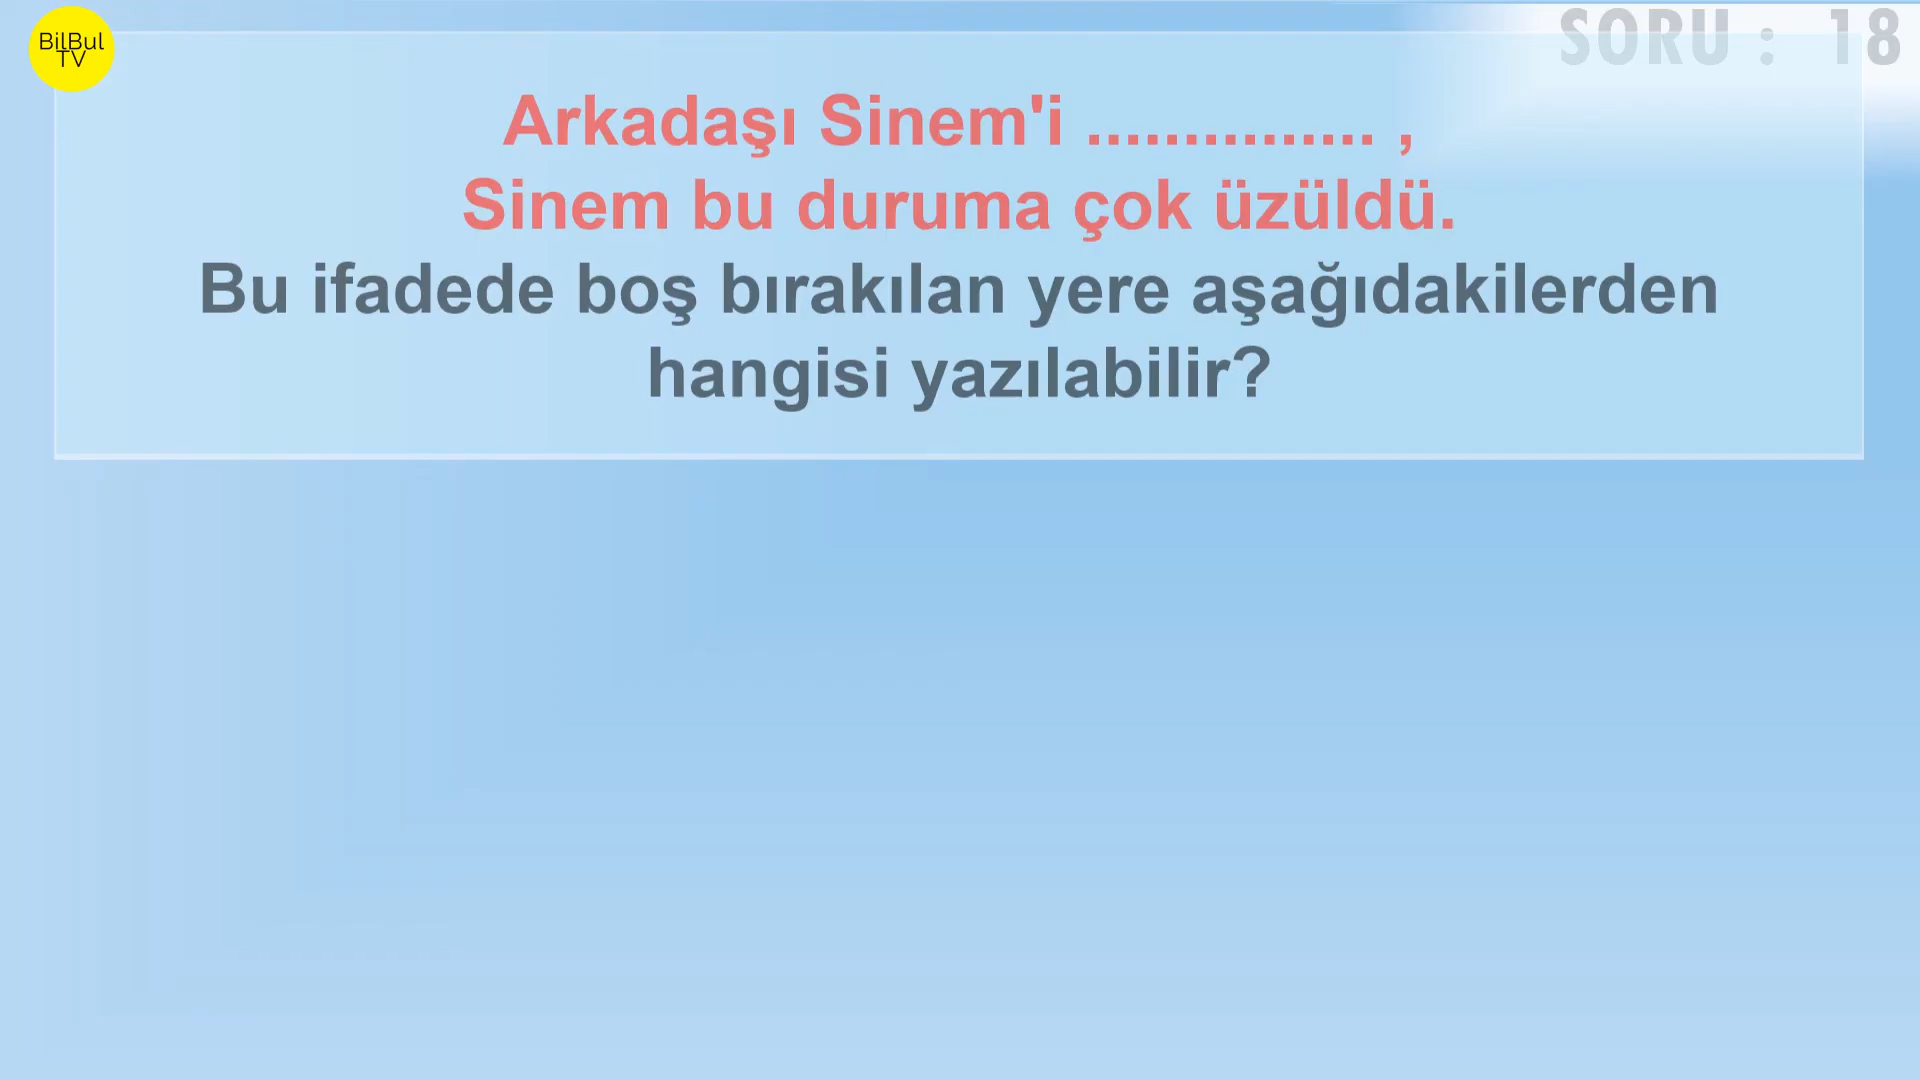 BilBul
TV
SORU : 18
Arkadaşı Sinem'i ............... ,
Sinem bu duruma çok üzüldü.
Bu ifadede boş bırakılan yere aşağıdakilerden
hangisi yazılabilir?